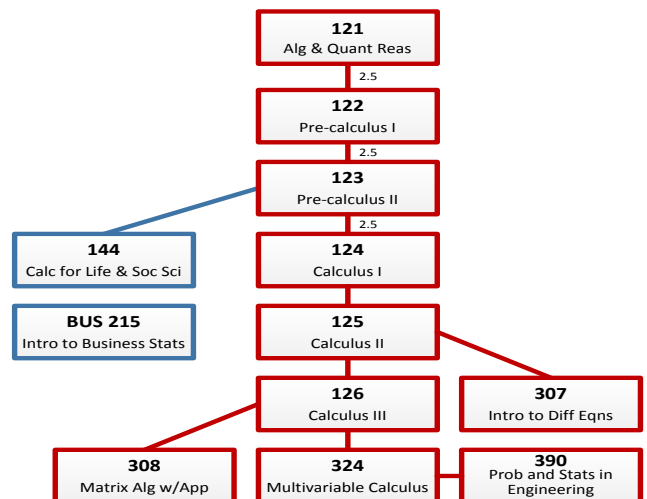 121
Alg & Quant Reas
2.5
122
Pre-calculus I
2.5
123
Pre-calculus II
2.5
144
Calc for Life & Soc Sci
124
Calculus I
BUS 215
Intro to Business Stats
125
Calculus II
126
Calculus III
307
Intro to Diff Eqns
308
Matrix Alg w/App
324
Multivariable Calculus
390
Prob and Stats in
Engineering